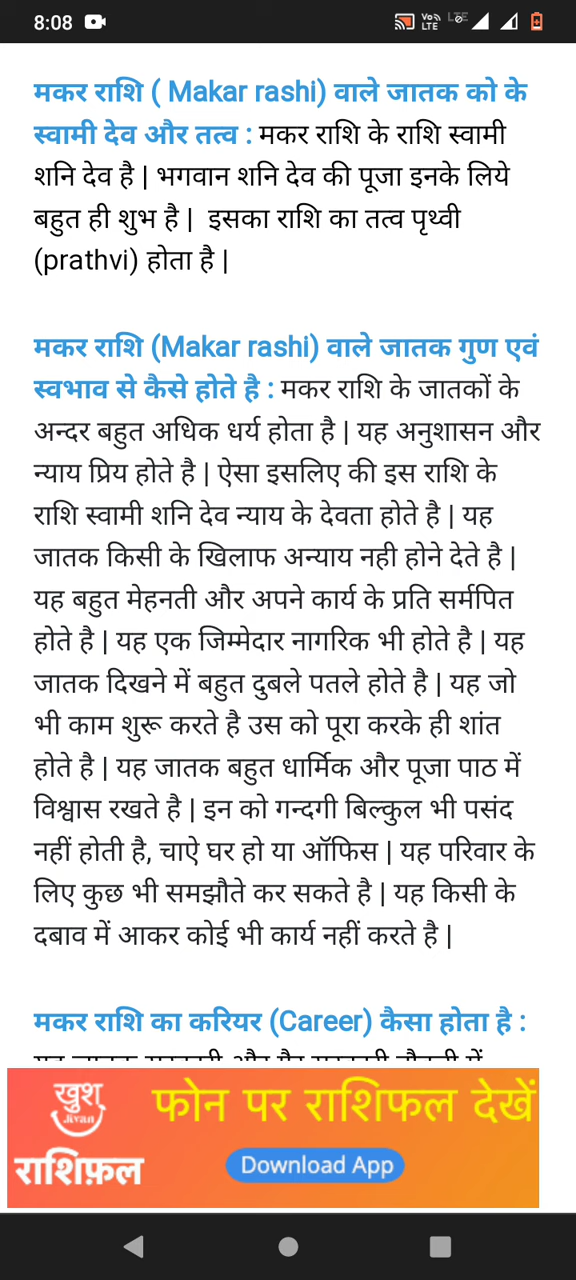 8:08
Vo
LTE
LTE
मकर राशि ( Makar rashi) वाले जातक को के
स्वामी देव और तत्व : मकर राशि के राशि स्वामी
शनि देव है | भगवान शनि देव की पूजा इनके लिये
बहुत ही शुभ है | इसका राशि का तत्व पृथ्वी
(prathvi) होता है |
मकर राशि (Makar rashi) वाले जातक गुण एवं
स्वभाव से कैसे होते है : मकर राशि के जातकों के
अन्दर बहुत अधिक धर्य होता है | यह अनुशासन और
न्याय प्रिय होते है | ऐसा इसलिए की इस राशि के
राशि स्वामी शनि देव न्याय के देवता होते है | यह
जातक किसी के खिलाफ अन्याय नही होने देते है |
यह बहुत मेहनती और अपने कार्य के प्रति सर्मपित
होते है | यह एक जिम्मेदार नागरिक भी होते है | यह
जातक दिखने में बहुत दुबले पतले होते है | यह जो
भी काम शुरू करते है उस को पूरा करके ही शांत
होते है | यह जातक बहुत धार्मिक और पूजा पाठ में
विश्वास रखते है | इन को गन्दगी बिल्कुल भी पसंद
नहीं होती है, चाऐ घर हो या ऑफिस | यह परिवार के
लिए कुछ भी समझौते कर सकते है | यह किसी के
दबाव में आकर कोई भी कार्य नहीं करते है |
मकर राशि का करियर (Career) कैसा होता है :
खुश
Jivan
राशिफ़ल
फोन पर राशिफल देखें
Download App